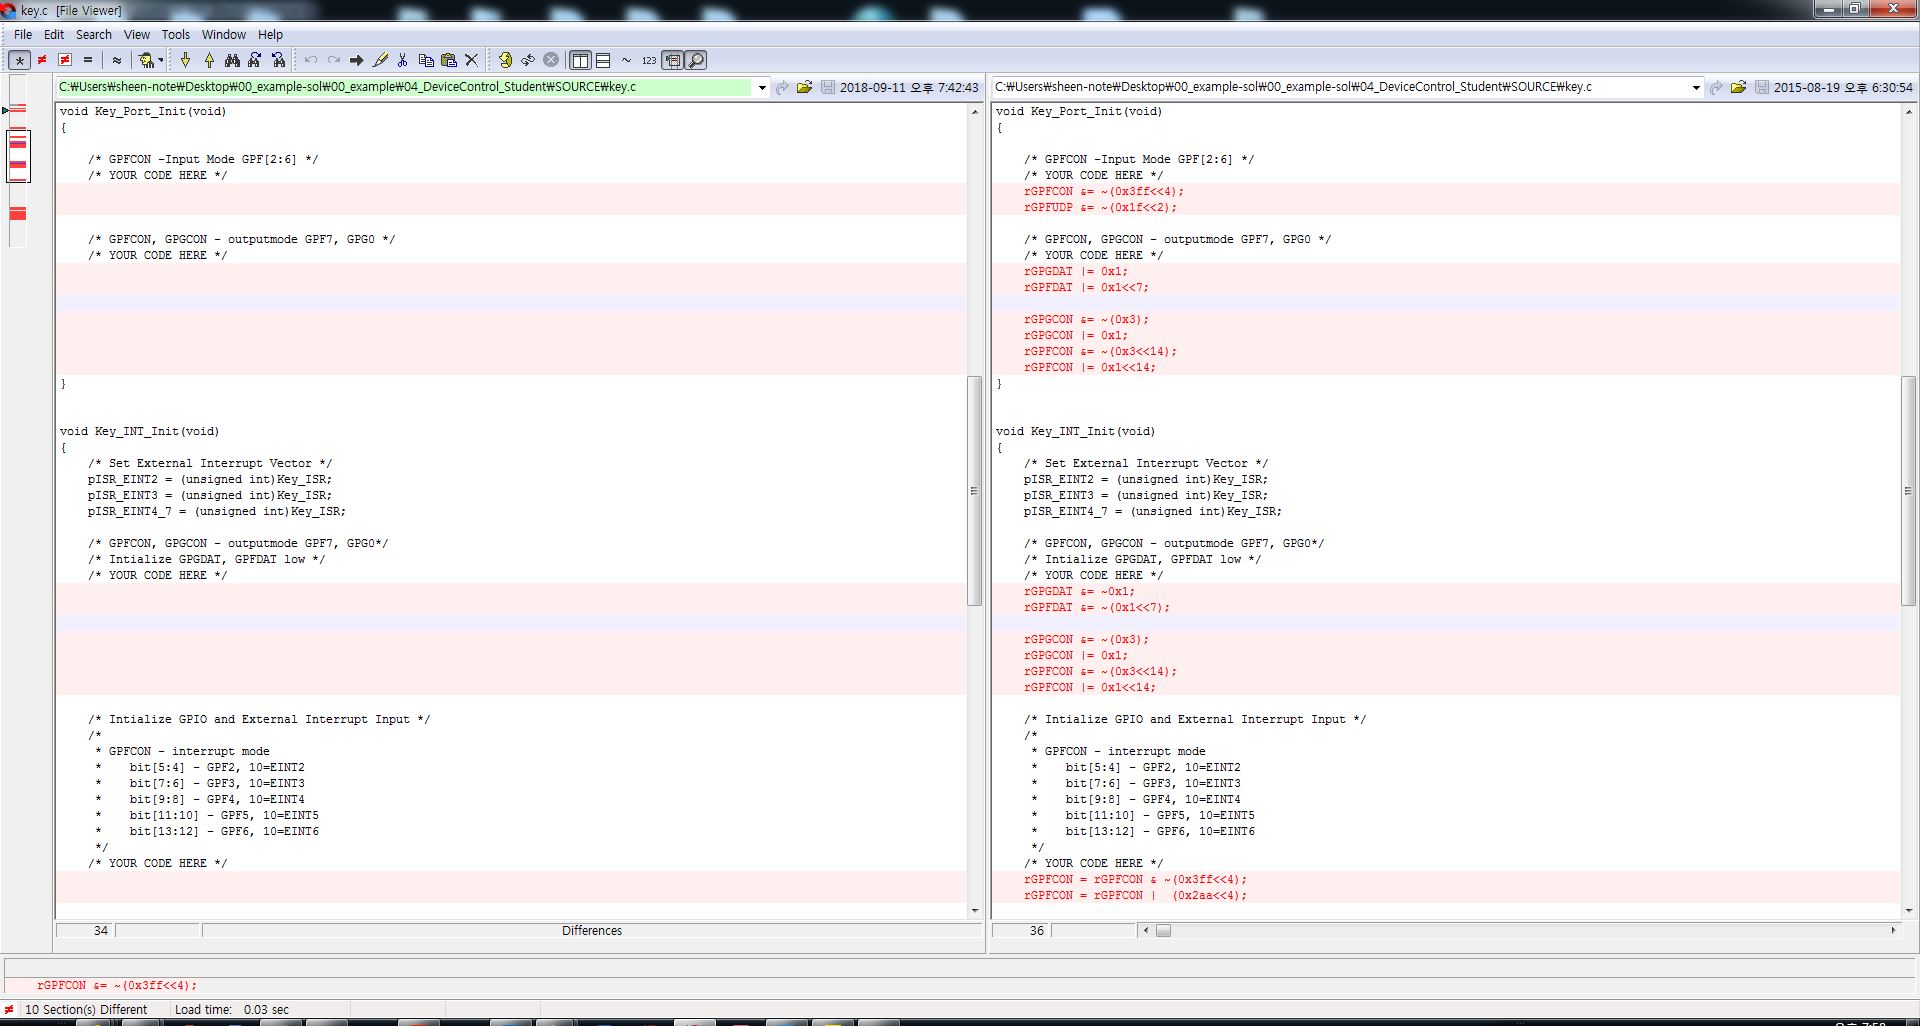 key.c   [File Viewer]
File Edit Search View Tools Window Help
C:₩Users₩sheen-note₩Desktop₩00_example-sol₩00_example₩04_DeviceControl_Student₩SOURCE₩key.c
2018-09-11 오후 7:42:43
void Key_Port_Init(void)
{
/* GPFCON -Input Mode GPF[2:6] */
/* YOUR CODE HERE */
/* GPFCON, GPGCON - outputmode GPF7, GPG0 */
/* YOUR CODE HERE */
}
void Key_INT_Init(void)
{
/* Set External Interrupt Vector */
pISR_EINT2 = (unsigned int)Key_ISR;
pISR_EINT3 = (unsigned int)Key_ISR;
pISR_EINT4_7 = (unsigned int)Key_ISR;
/* GPFCON, GPGCON - outputmode GPF7, GPG0*/
/* Intialize GPGDAT, GPFDAT low */
/* YOUR CODE HERE */
/* Intialize GPIO and External Interrupt Input */
/*
* GPFCON - interrupt mode
*    bit[5:4] - GPF2, 10=EINT2
*    bit[7:6] - GPF3, 10=EINT3
*    bit[9:8] - GPF4, 10=EINT4
*    bit[11:10] - GPF5, 10=EINT5
*    bit[13:12] - GPF6, 10=EINT6
*/
/* YOUR CODE HERE */
34
Differences
C:₩Users₩sheen-note₩Desktop₩00_example-sol₩00_example-sol₩04_DeviceControl_Student₩SOURCE₩key.c
2015-08-19 오후 6:30:54
void Key_Port_Init(void)
{
/* GPFCON -Input Mode GPF[2:6] */
/* YOUR CODE HERE */
rGPFCON &= ~(0x3ff<<4);
rGPFUDP &= ~(0x1f<<2);
/* GPFCON, GPGCON - outputmode GPF7, GPG0 */
/* YOUR CODE HERE */
rGPGDAT |= 0x1;
rGPFDAT |= 0x1<<7;
rGPGCON &= ~(0x3);
rGPGCON |= 0x1;
rGPFCON &= ~(0x3<<14);
rGPFCON |= 0x1<<14;
}
void Key_INT_Init(void)
{
/* Set External Interrupt Vector */
pISR_EINT2 = (unsigned int)Key_ISR;
pISR_EINT3 = (unsigned int)Key_ISR;
pISR_EINT4_7 = (unsigned int)Key_ISR;
/* GPFCON, GPGCON - outputmode GPF7, GPG0*/
/* Intialize GPGDAT, GPFDAT low */
/* YOUR CODE HERE */
rGPGDAT &= ~0x1;
rGPFDAT &= ~(0x1<<7);
rGPGCON &= ~(0x3);
rGPGCON |= 0x1;
rGPFCON &= ~(0x3<<14);
rGPFCON |= 0x1<<14;
/* Intialize GPIO and External Interrupt Input */
/*
* GPFCON - interrupt mode
*    bit[5:4] - GPF2, 10=EINT2
*    bit[7:6] - GPF3, 10=EINT3
*    bit[9:8] - GPF4, 10=EINT4
*    bit[11:10] - GPF5, 10=EINT5
*    bit[13:12] - GPF6, 10=EINT6
*/
/* YOUR CODE HERE */
rGPFCON = rGPFCON & ~(0x3ff<<4);
rGPFCON = rGPFCON |  (0x2aa<<4);
36
rGPFCON &= ~(0x3ff<<4);
10 Section(s) Different
Load time:   0.03 sec